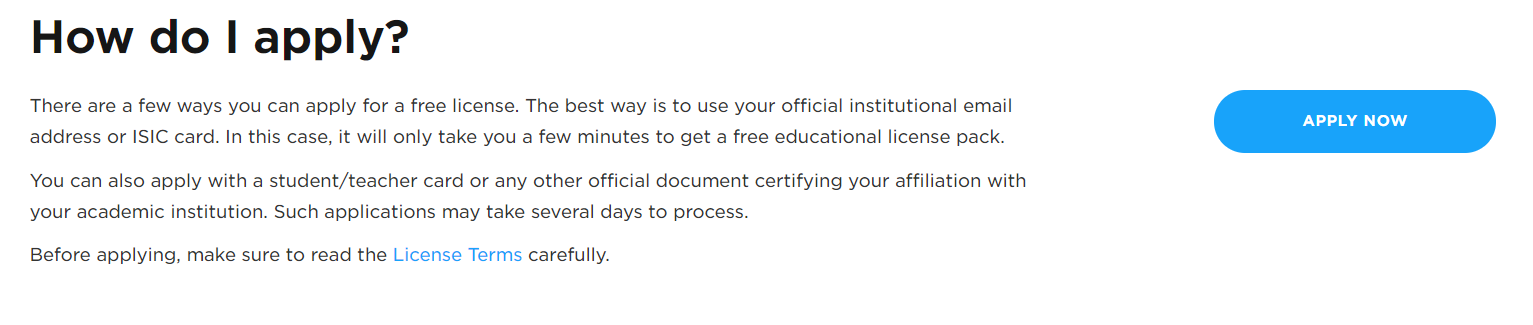 How do I apply?
There are a few ways you can apply for a free license. The best way is to use your official institutional email
address or ISIC card. In this case, it will only take you a few minutes to get a free educational license pack.
APPLY NOW
You can also apply with a student/teacher card or any other official document certifying your affiliation with
your academic institution. Such applications may take several days to process.
Before applying, make sure to read the License Terms carefully.